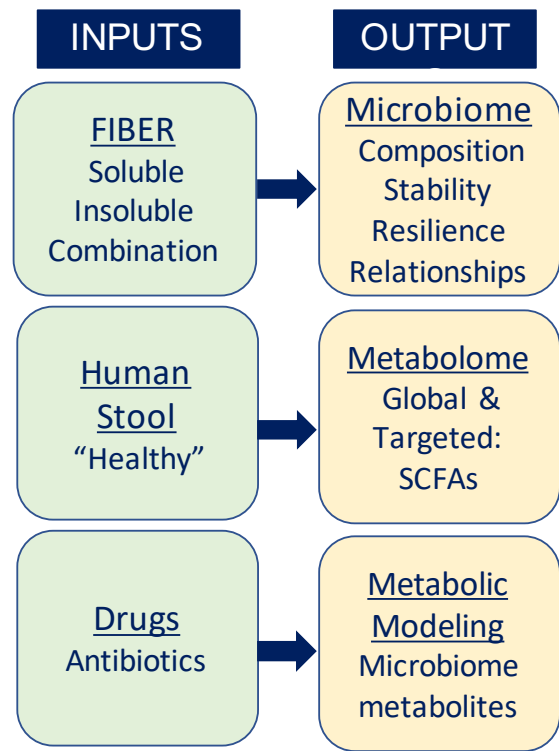 INPUTS
OUTPUT
FIBER
Soluble
Insoluble
Combination
Microbiome
Composition
Stability
Resilience
Relationships
Human
Stool
“Healthy”
Metabolome
Global &
Targeted:
SCFAs
Drugs
Antibiotics
Metabolic
Modeling
Microbiome
metabolites